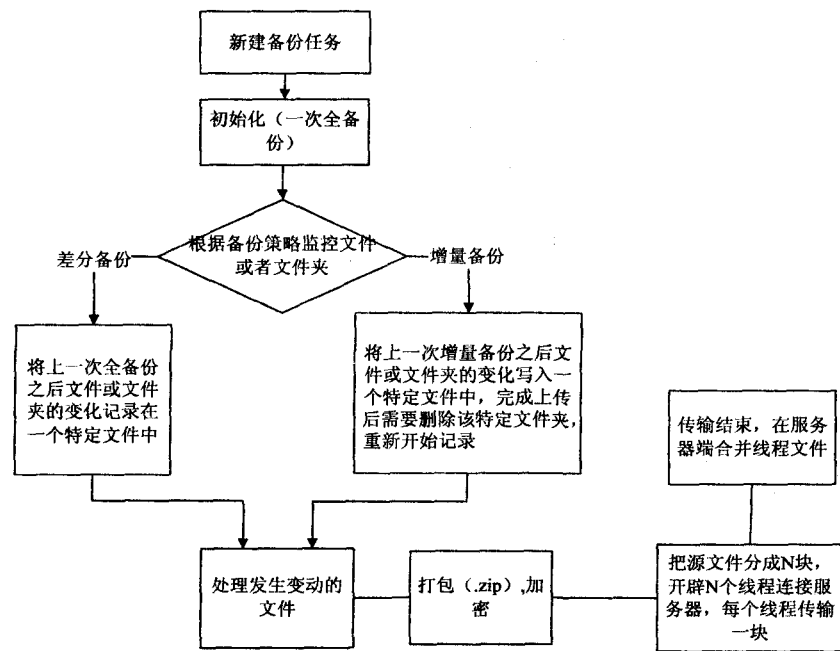 新建备份任务
初始化（一次全备
份）
根据备份策略监控文件
或者文件夹
差分备份
增量备份
将上一次全备份
之后文件或文件
夹的变化记录在
一个特定文件中
将上一次增量备份之后文
件或文件夹的变化写入一
个特定文件中，完成上传
后需要删除该特定文件夹，
重新开始记录
传输结束，在服务
器端合并线程文件
处理发生变动的
文件
打包（.zip）,加
密
把源文件分成N块，
开辟N个线程连接服
务器，每个线程传输
一块